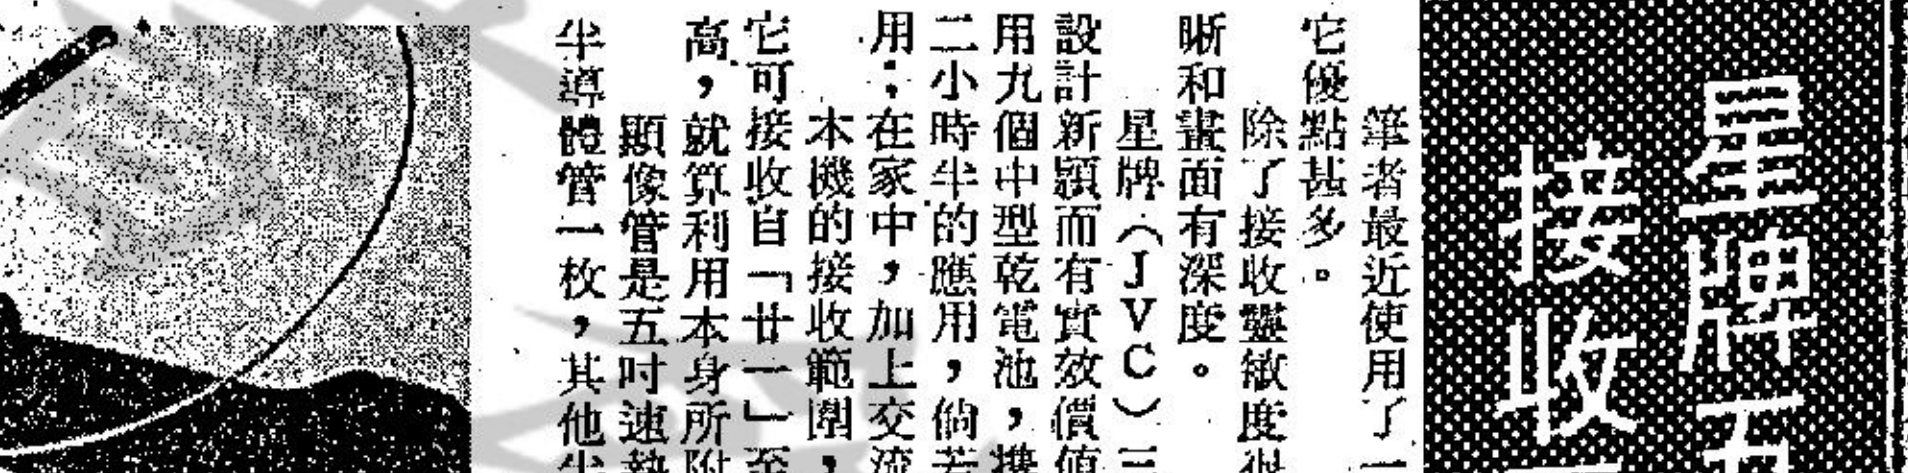 星牌五
接收
筆者最近使用了一
它優點甚多。
除了接收靈敏度很
晰和畫面有深度。
星牌（JVC）三
設計新穎而有實效價值
用九個中型乾電池，
二小時半的應用，倘若
用：在家中，加上交流
本機的接收範圍，
它可接收自「廿一」至
高，就算利用本身所附
顯像管是五吋速熱
半導體管一枚，其他半